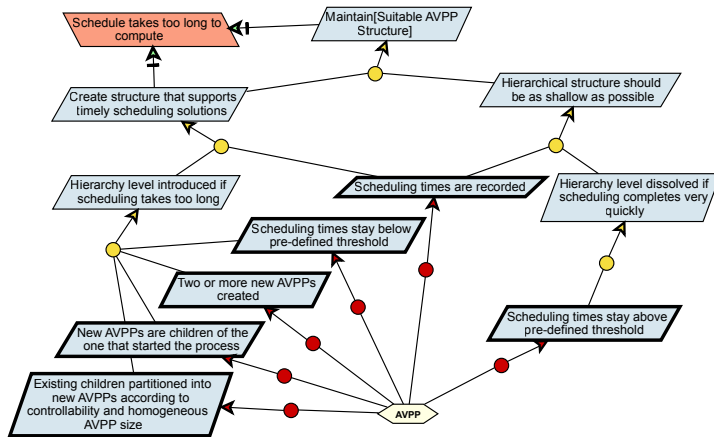 Schedule takes too long to
compute
Maintain[Suitable AVPP
Structure]
Create structure that supports
timely scheduling solutions
Hierarchical structure should
be as shallow as possible
Hierarchy level introduced if
scheduling takes too long
Scheduling times are recorded
Hierarchy level dissolved if
scheduling completes very
quickly
Scheduling times stay below
pre-defined threshold
Two or more new AVPPs
created
Scheduling times stay above
pre-defined threshold
New AVPPs are children of the
one that started the process
Existing children partitioned into
new AVPPs according to
controllability and homogeneous
AVPP size
AVPP